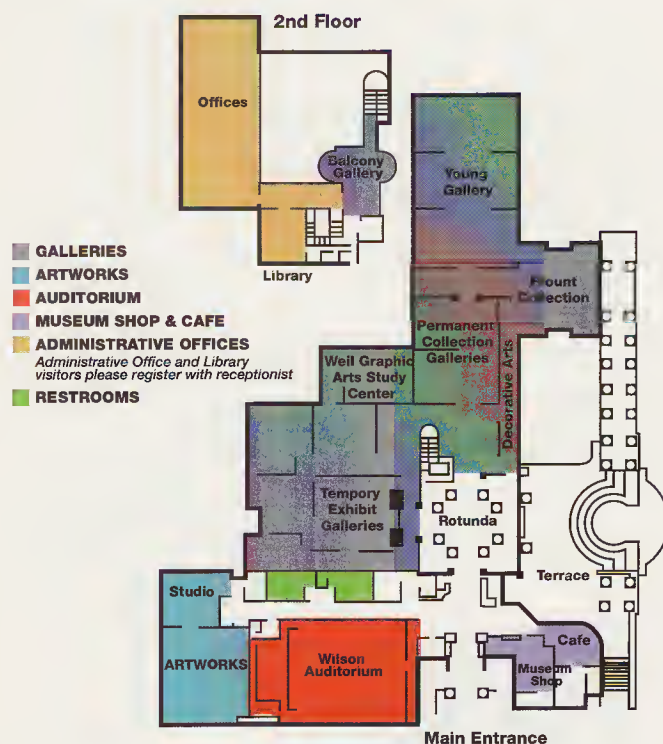 2nd Floor
Offices
Balcony
Gallery
Library
Young
Gallery
GALLERIES
ARTWORKS
AUDITORIUM
MUSEUM SHOP & CAFE
ADMINISTRATIVE OFFICES
Administrative Office and Library
visitors please register with receptionist
RESTROOMS
Blount
Collection
Permanent
Collection
Galleries
Decorative Arts
Weil Graphic
Arts Study
Center
Tempory
Exhibit
Galleries
Rotunda
Terrace
Studio
ARTWORKS
Wilson
Auditorium
Cafe
Museum
Shop
Main Entrance